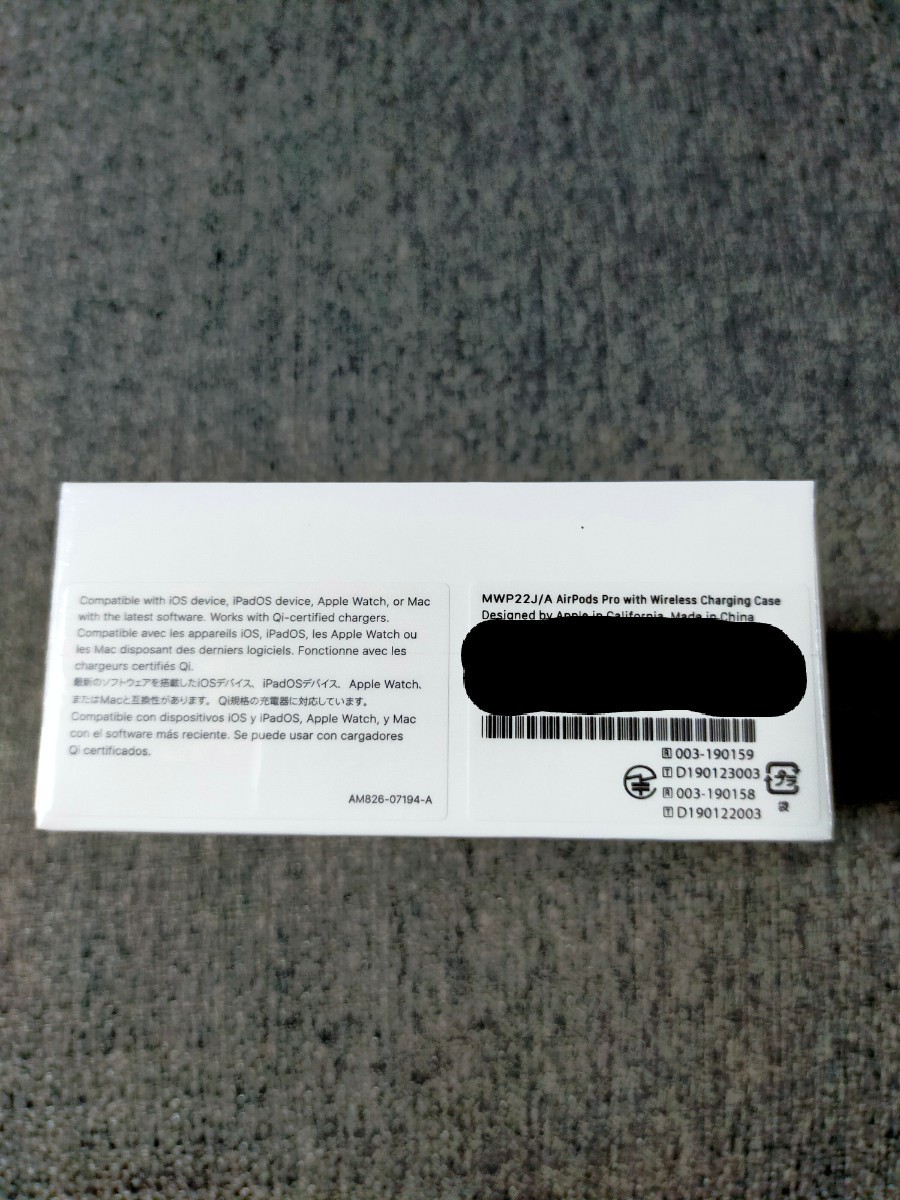 Compatible with iOS device, iPadOS device, Apple Watch, or Mac
with the latest software. Works with Qi-certified chargers.
Compatible avec les appareils iOS, iPadOS, les Apple Watch ou
les Mac disposant des derniers logiciels. Fonctionne avec les
chargeurs certifiés Qi.
最新のソフトウェアを搭載したiOSデバイス、iPadOSデバイス、Apple Watch、
またはMacと互換性があります。Qi規格の充電器に対応しています。
Compatible con dispositivos iOS y iPadOS, Apple Watch, y Mac
con el software más reciente. Se puede usar con cargadores
Qi certificados.
AM826-07194-A
MWP22J/A AirPods Pro with Wireless Charging Case
Designed by Apple in California Made in China
R 003-190159
T D190123003
R 003-190158
T D190122003
プラ
袋